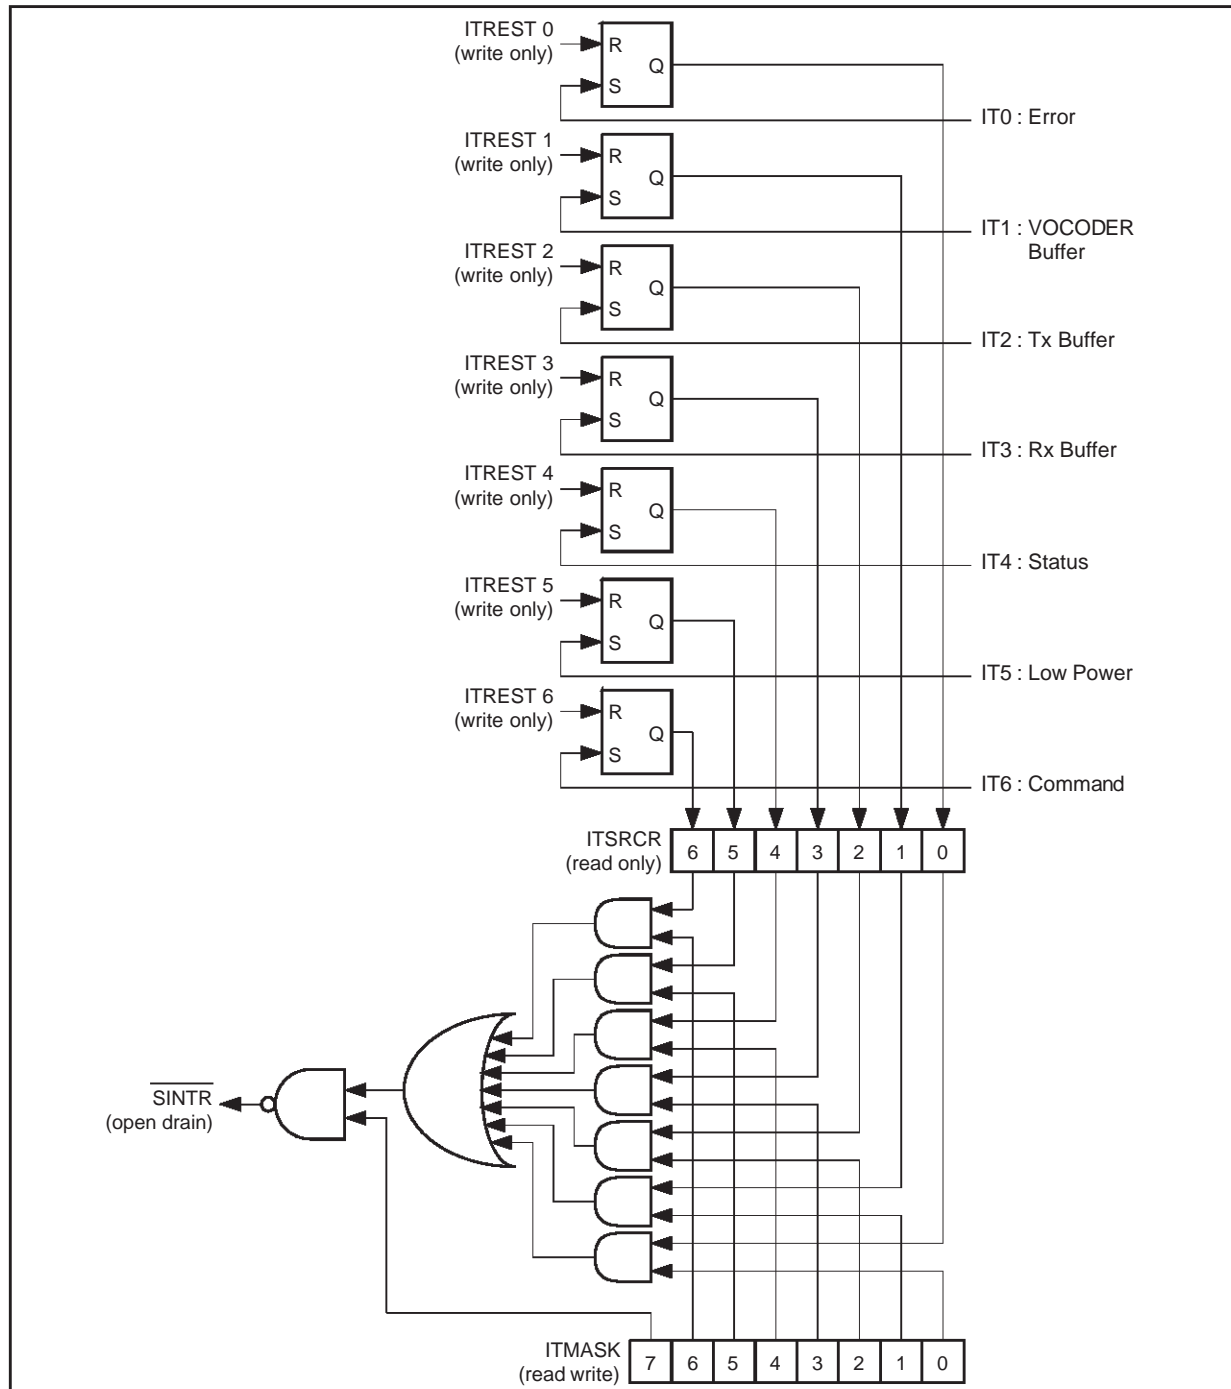 ITREST 0
(write only)
R
S
Q
IT0 : Error
ITREST 1
(write only)
R
S
Q
IT1 : VOCODER
Buffer
ITREST 2
(write only)
R
S
Q
IT2 : Tx Buffer
ITREST 3
(write only)
R
S
Q
IT3 : Rx Buffer
ITREST 4
(write only)
R
S
Q
IT4 : Status
ITREST 5
(write only)
R
S
Q
IT5 : Low Power
ITREST 6
(write only)
R
S
Q
IT6 : Command
ITSRCR
(read only)
6 5 4 3 2 1 0
SINTR
(open drain)
ITMASK
(read write)
7 6 5 4 3 2 1 0